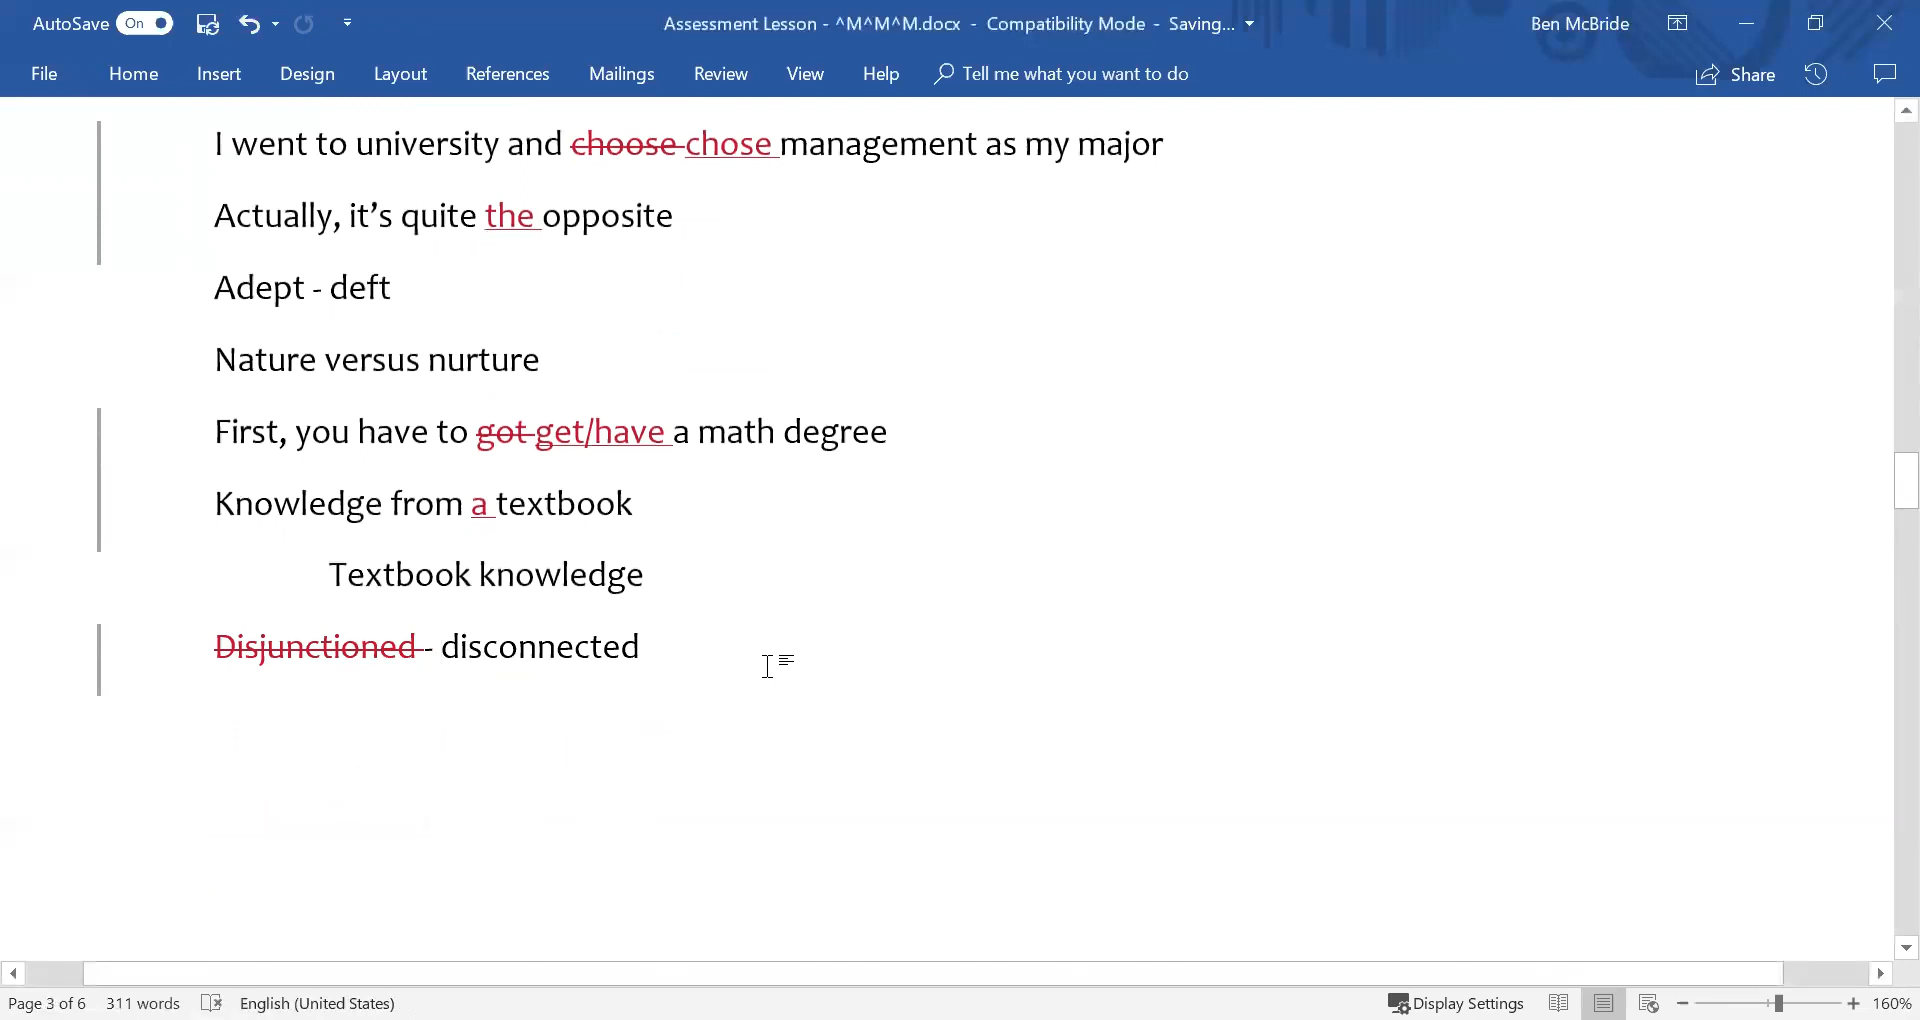 AutoSave On Assessment Lesson - ^M^M^M.docx - Compatibility Mode - Saving... Ben McBride
File Home Insert Design Layout References Mailings Review View Help Tell me what you want to do Share
I went to university and choose chose management as my major
Actually, it’s quite the opposite
Adept - deft
Nature versus nurture
First, you have to got get/have a math degree
Knowledge from a textbook
Textbook knowledge
Disjunctioned - disconnected
Page 3 of 6 311 words English (United States) Display Settings 160%